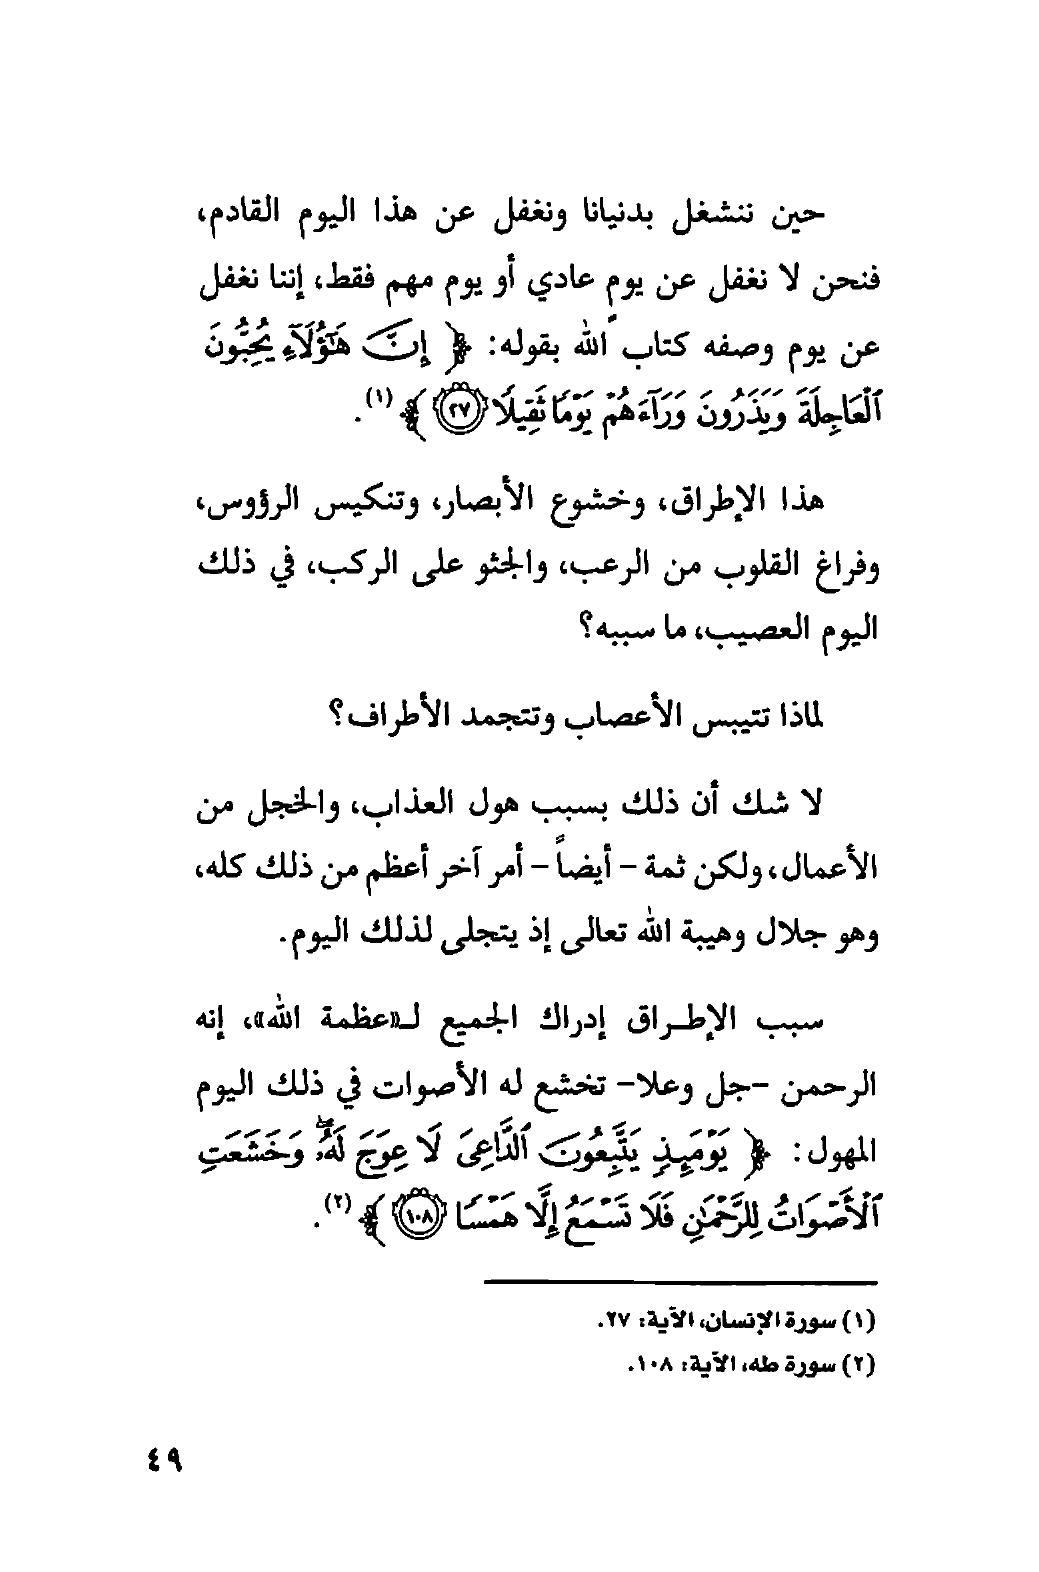 حين ننشغل بدنيانا ونغفل عن هذا اليوم القادم،
فنحن لا نغفل عن يوم عادي أو يوم مهم فقط، إننا نغفل
عن يوم وصفه كتاب الله بقوله: ﴿ إِنَّ هَٰٓؤُلَآءِ يُحِبُّونَ
ٱلْعَاجِلَةَ وَيَذَرُونَ وَرَآءَهُمْ يَوْمًا ثَقِيلًا ۝٢٧ ﴾(١).
هذا الإطراق، وخشوع الأبصار، وتنكيس الرؤوس،
وفراغ القلوب من الرعب، والجثو على الركب، في ذلك
اليوم العصيب، ما سببه؟
لماذا تتيبس الأعصاب وتتجمد الأطراف؟
لا شك أن ذلك بسبب هول العذاب، والخجل من
الأعمال، ولكن ثمة - أيضاً - أمر آخر أعظم من ذلك كله،
وهو جلال وهيبة الله تعالى إذ يتجلى لذلك اليوم.
سبب الإطراق إدراك الجميع لـ«عظمة الله»، إنه
الرحمن -جل وعلا- تخشع له الأصوات في ذلك اليوم
المهول: ﴿ يَوْمَئِذٍ يَتَّبِعُونَ ٱلدَّاعِىَ لَا عِوَجَ لَهُۥ ۖ وَخَشَعَتِ
ٱلْأَصْوَاتُ لِلرَّحْمَٰنِ فَلَا تَسْمَعُ إِلَّا هَمْسًا ۝١٠٨ ﴾(٢).
(١) سورة الإنسان، الآية: ٢٧.
(٢) سورة طه، الآية: ١٠٨.
٤٩